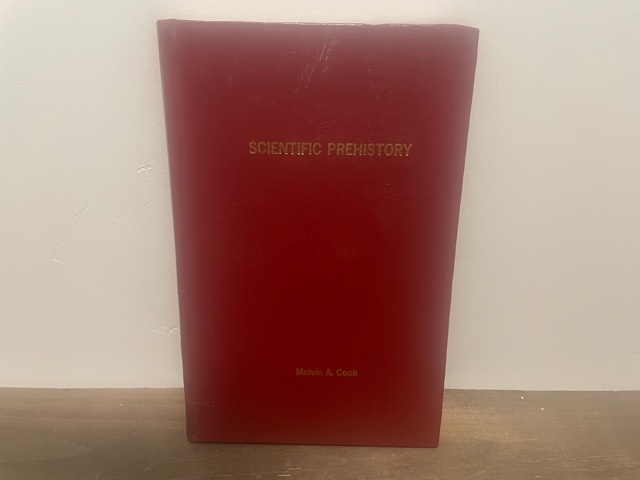 SCIENTIFIC PREHISTORY
Melvin A. Cook